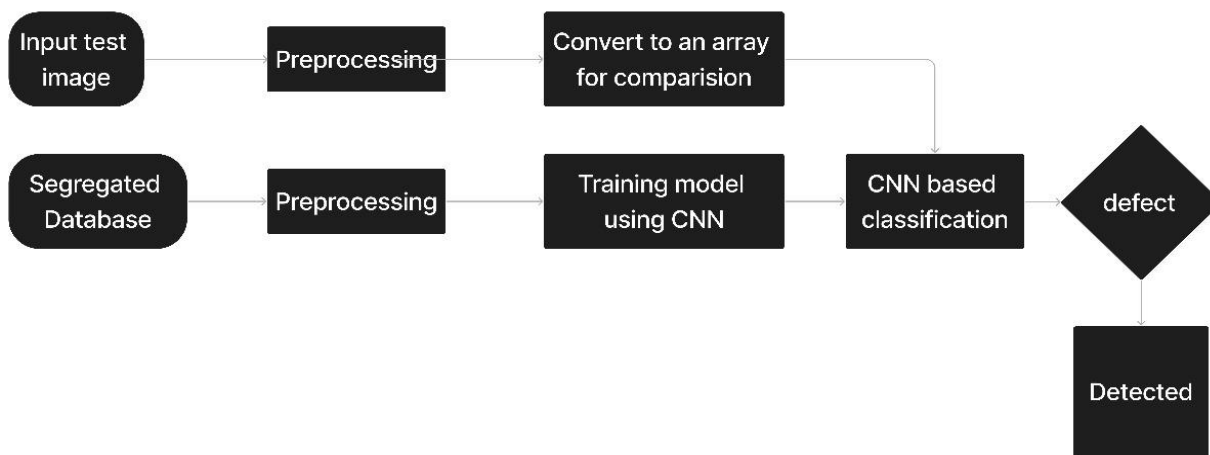 Input test
image
Preprocessing
Convert to an array
for comparision
Segregated
Database
Preprocessing
Training model
using CNN
CNN based
classification
defect
Detected